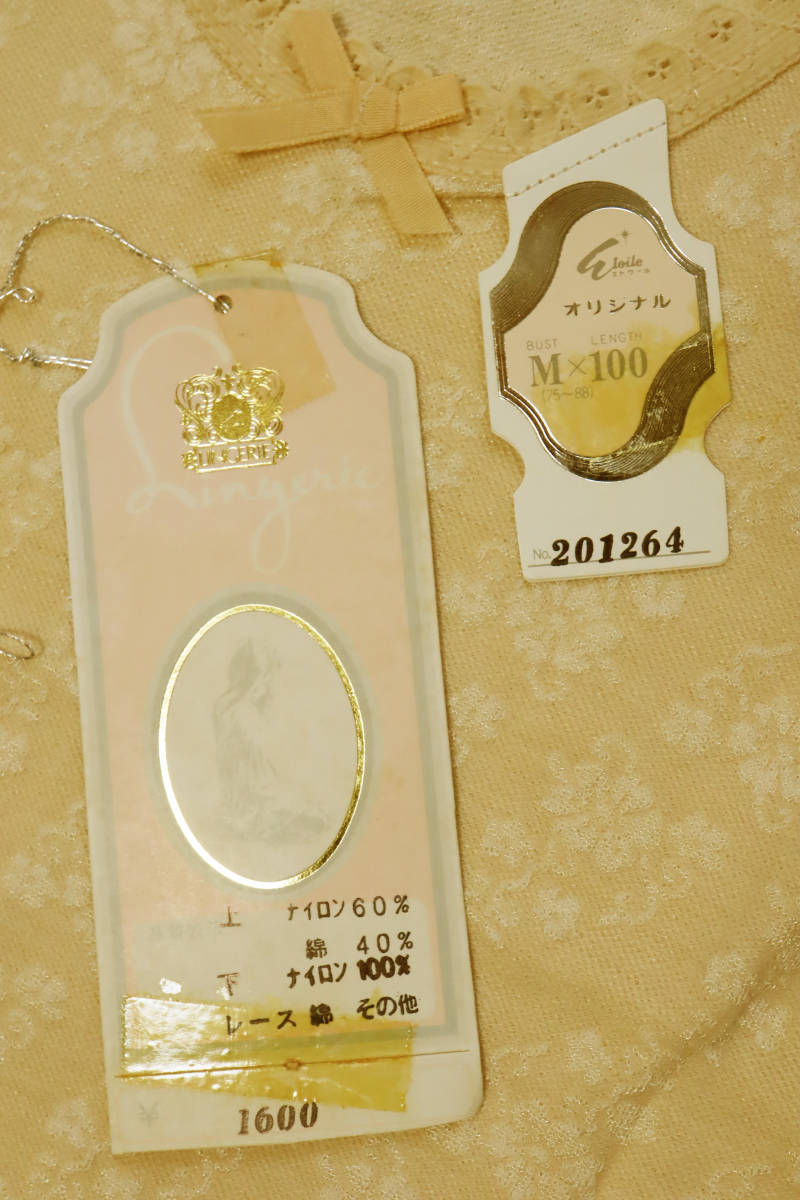 LINGERIE
Lingerie
上 ナイロン60%
綿 40%
下 ナイロン100%
レース 綿 その他
¥
1600
Etoile
エトワール
オリジナル
BUST LENGTH
M×100
(75~88)
No. 201264